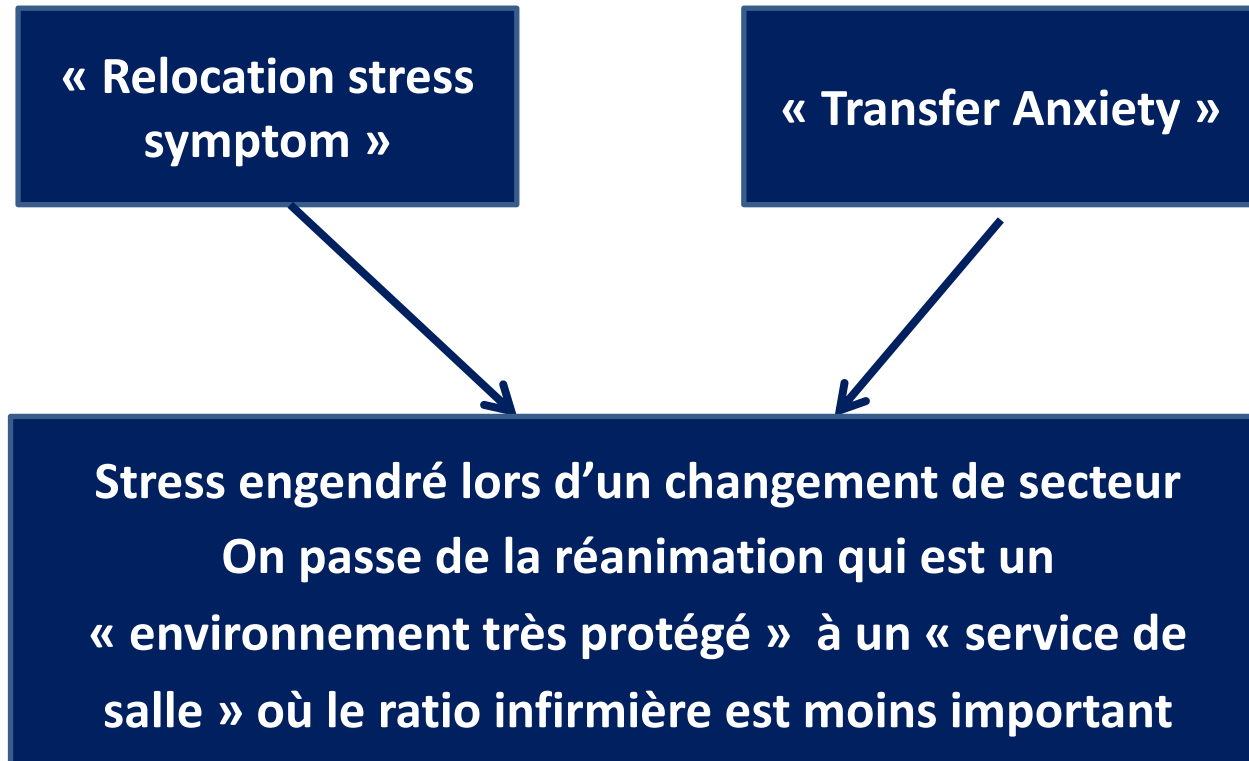 « Relocation stress
symptom »
« Transfer Anxiety »
Stress engendré lors d’un changement de secteur
On passe de la réanimation qui est un
« environnement très protégé »  à un « service de
salle » où le ratio infirmière est moins important